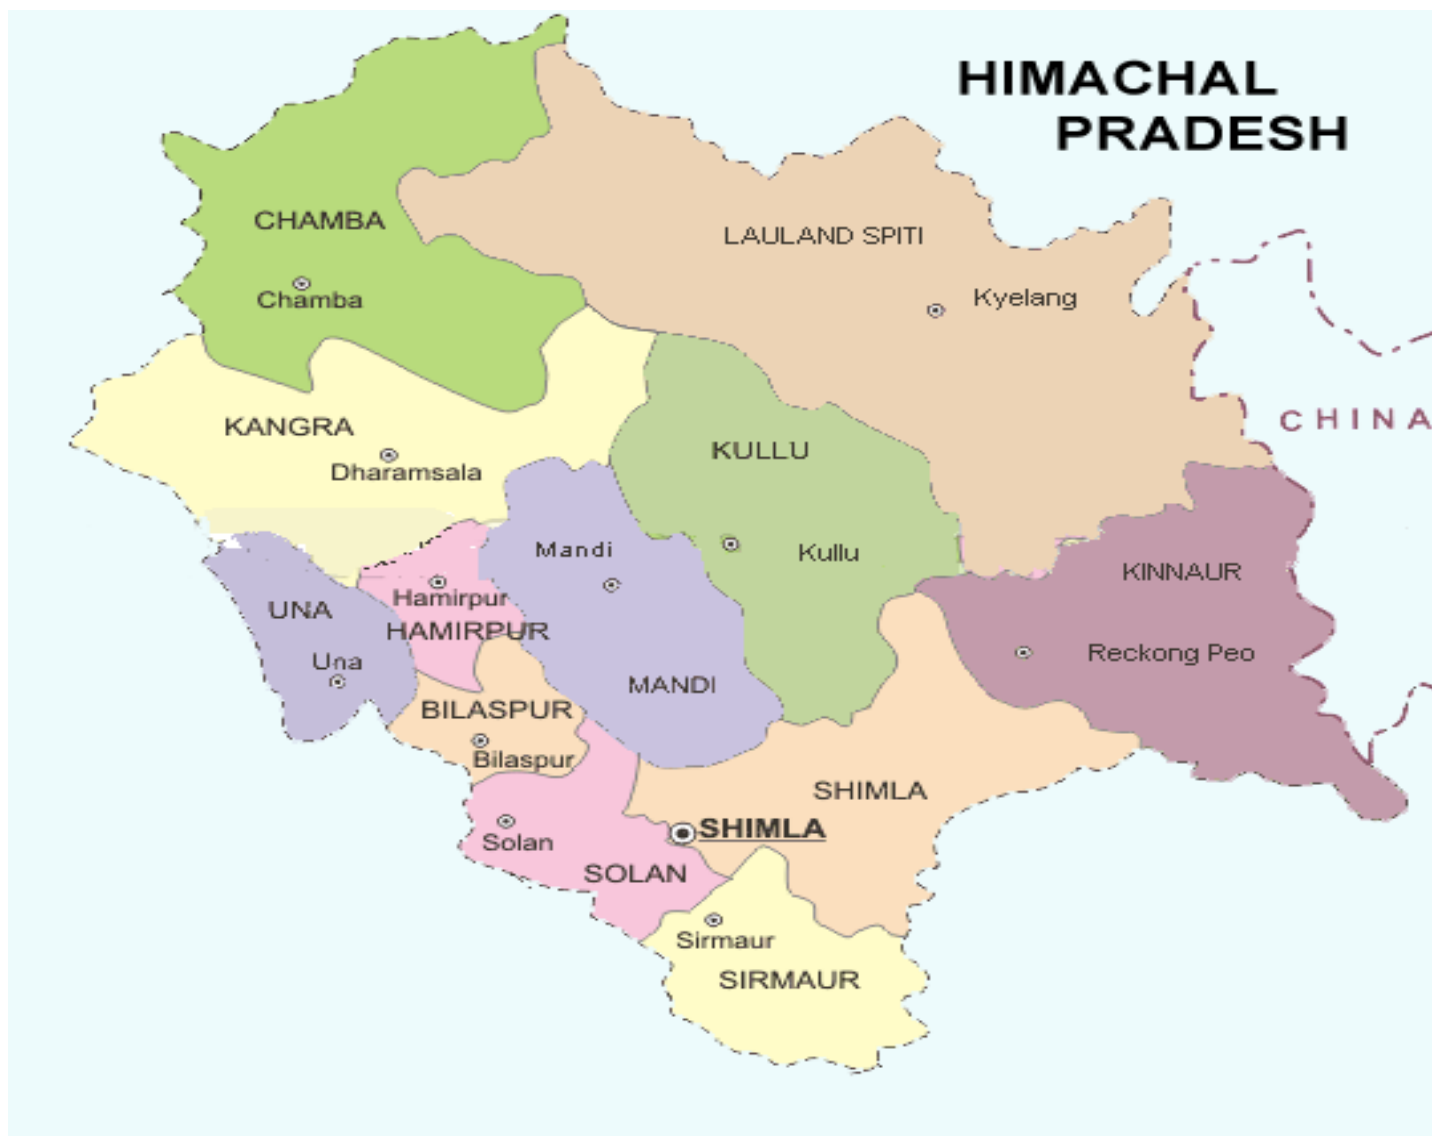 HIMACHAL
PRADESH
CHAMBA
LAULAND SPITI
Chamba
Kyelang
CHINA
KANGRA
KULLU
Dharamsala
Mandi
Kullu
KINNAUR
Hamirpur
UNA
HAMIRPUR
Una
Reckong Peo
MANDI
BILASPUR
Bilaspur
SHIMLA
SHIMLA
Solan
SOLAN
Sirmaur
SIRMAUR